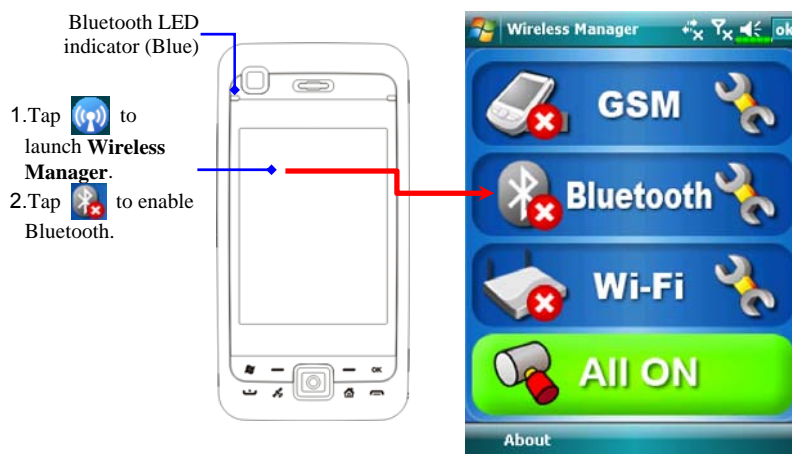 Bluetooth LED
indicator (Blue)
1.Tap to
launch Wireless
Manager.
2.Tap to enable
Bluetooth.
OK
Wireless Manager ok
GSM
Bluetooth
Wi-Fi
All ON
About